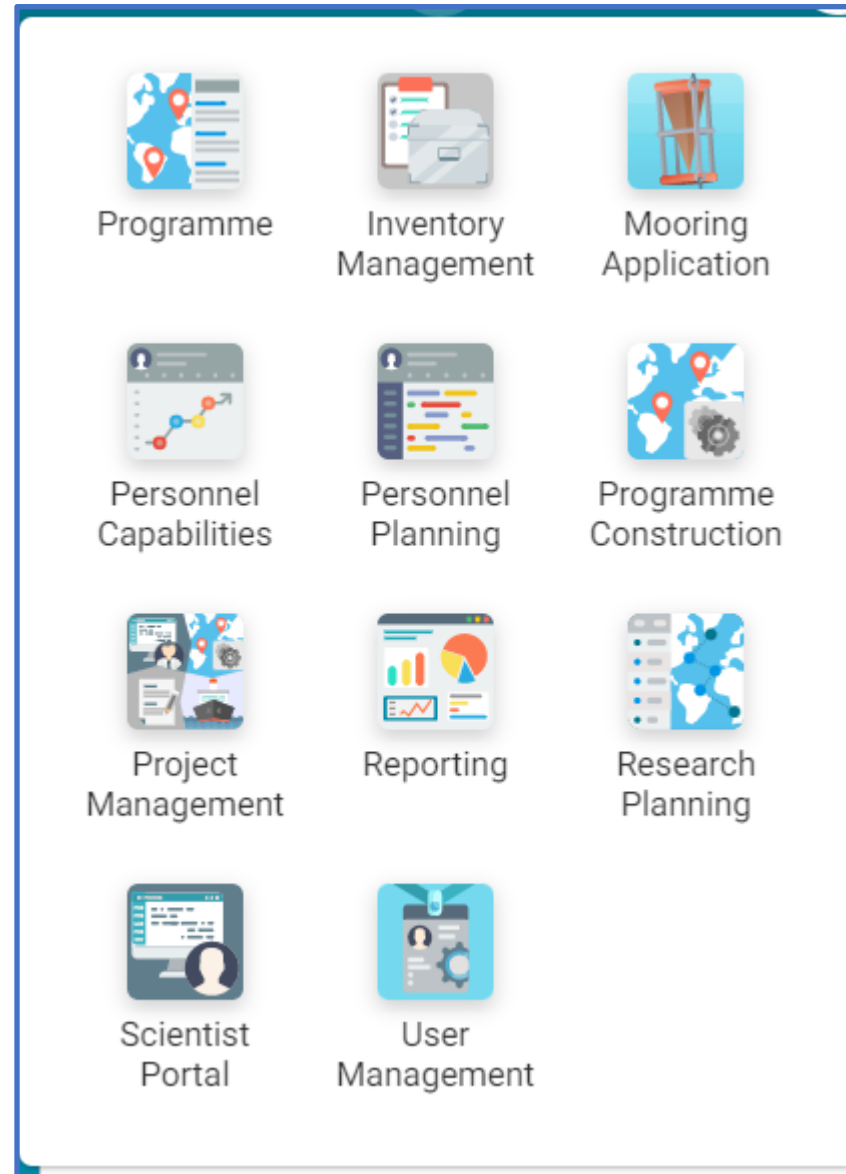 Programme
Inventory
Management
Mooring
Application
Personnel
Capabilities
Personnel
Planning
Programme
Construction
Project
Management
Reporting
Research
Planning
Scientist
Portal
User
Management